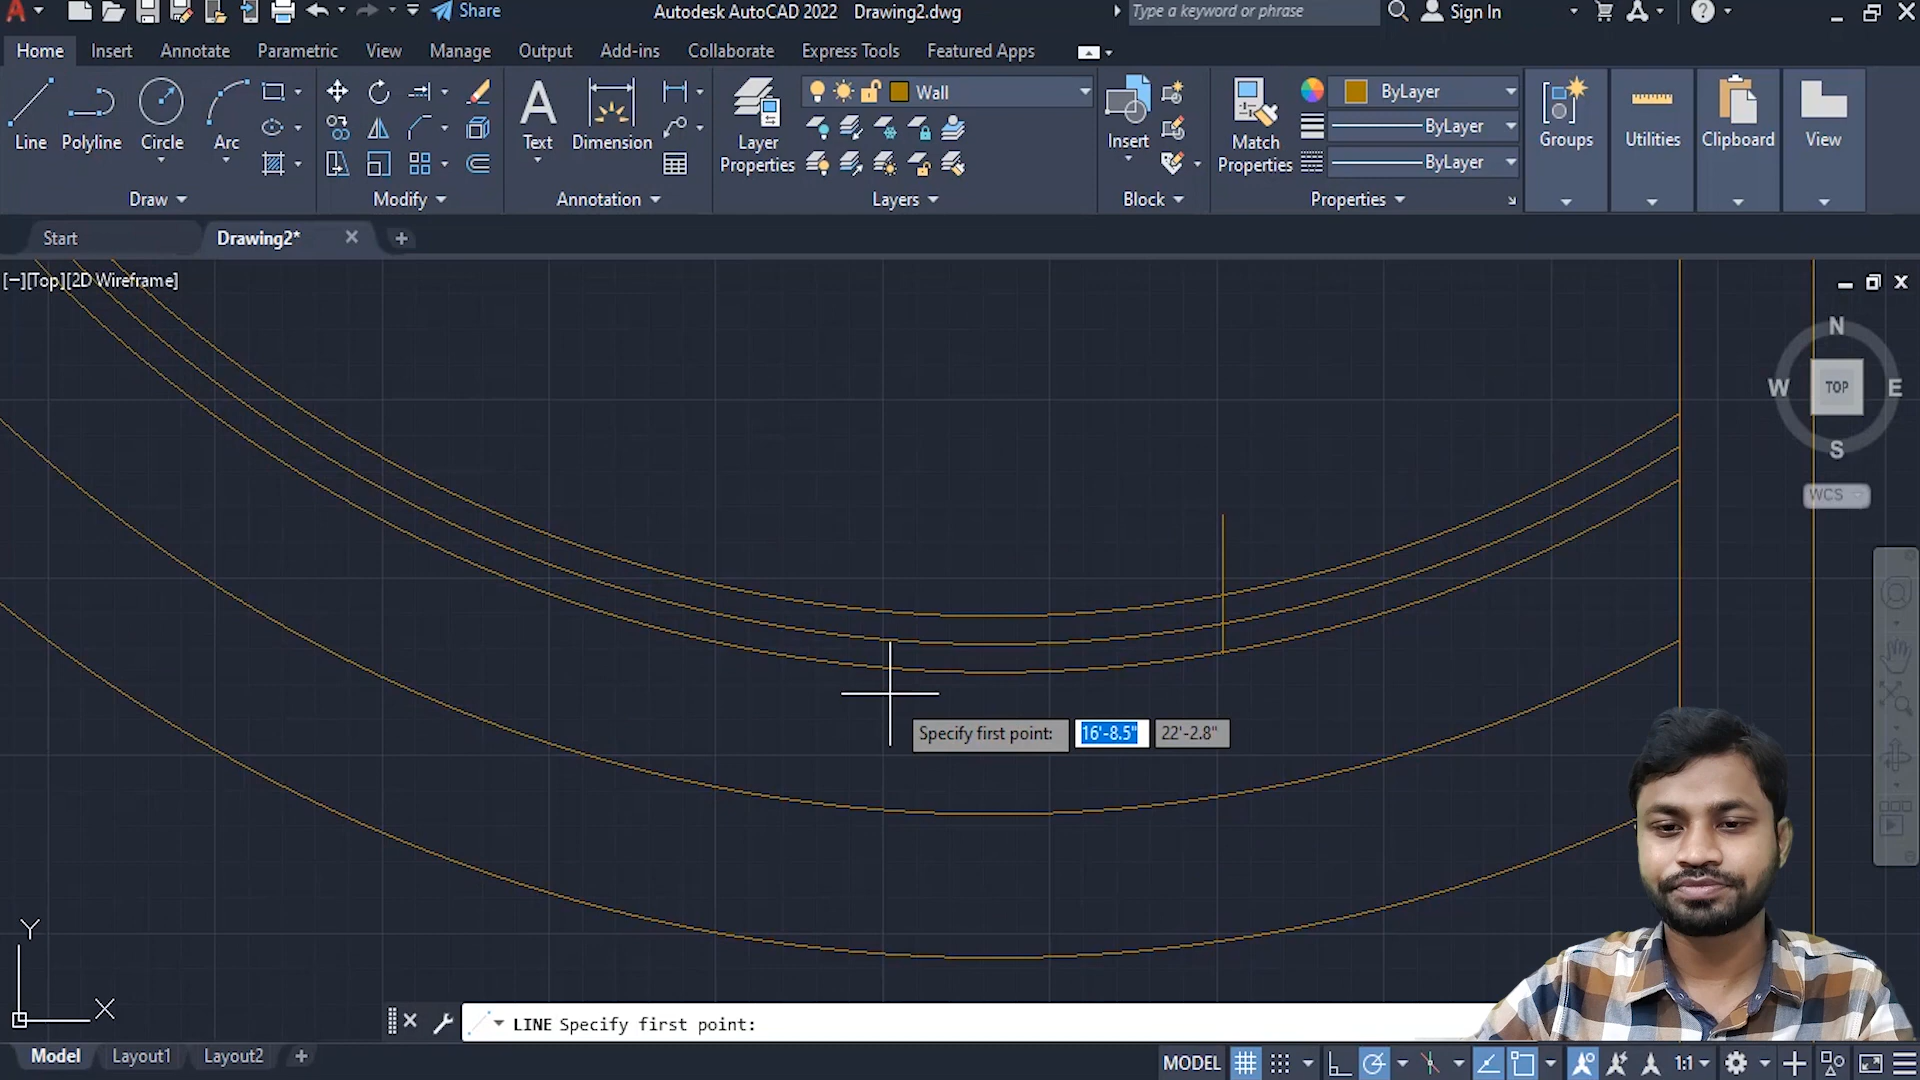 Share
Autodesk AutoCAD 2022 Drawing2.dwg
Type a keyword or phrase
Sign In
Home Insert Annotate Parametric View Manage Output Add-ins Collaborate Express Tools Featured Apps
Wall
ByLayer
ByLayer
ByLayer
Line Polyline Circle Arc
Text Dimension
Layer Properties
Insert
Match Properties
Groups Utilities Clipboard View
Draw Modify Annotation Layers Block Properties
Start Drawing2*
[−][Top][2D Wireframe]
N
W TOP E
S
WCS
Specify first point: 16'-8.5" 22'-2.8"
Y
X
LINE Specify first point:
Model Layout1 Layout2
MODEL 1:1